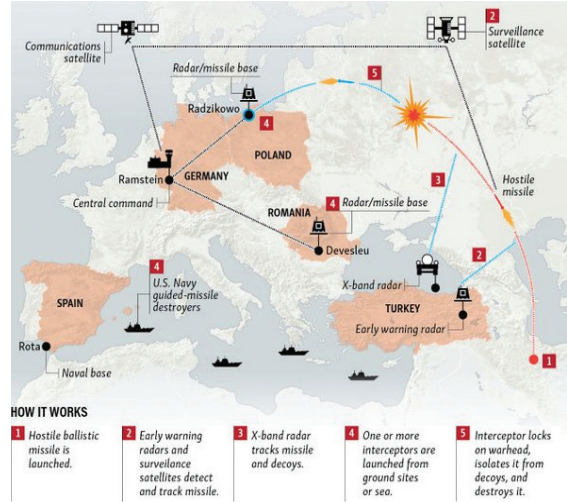 Communications
satellite
2
Surveillance
satellite
Radar/missile base
5
Radzikowo
4
POLAND
3
Hostile
missile
Ramstein
GERMANY
Central command
4
Radar/missile base
ROMANIA
2
Devesleu
4
U.S. Navy
guided-missile
destroyers
X-band radar
SPAIN
TURKEY
Early warning radar
Rota
1
Naval base
HOW IT WORKS
1 Hostile ballistic
missile is
launched.
2 Early warning
radars and
surveilance
satellites detect
and track missile.
3 X-band radar
tracks missile
and decoys.
4 One or more
interceptors are
launched from
ground sites
or sea.
5 Interceptor locks
on warhead,
isolates it from
decoys, and
destroys it.